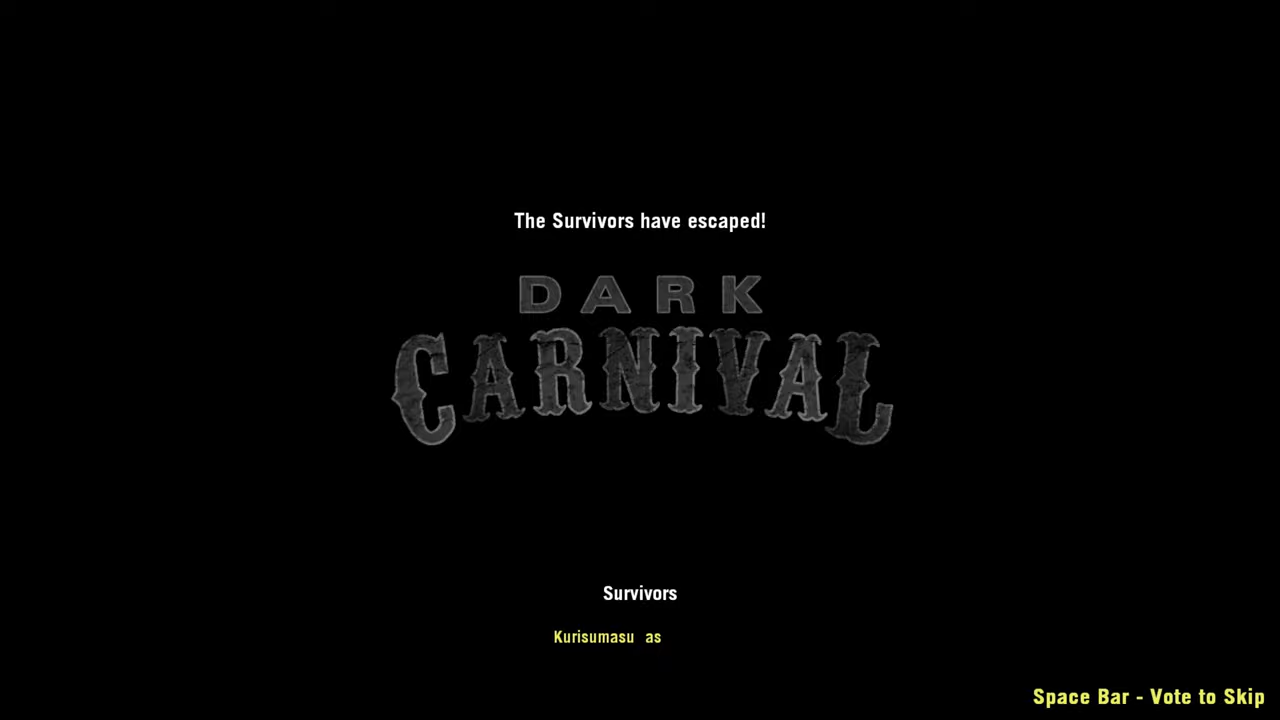 The Survivors have escaped!
DARK
CARNIVAL
Survivors
Kurisumasu as
Space Bar - Vote to Skip